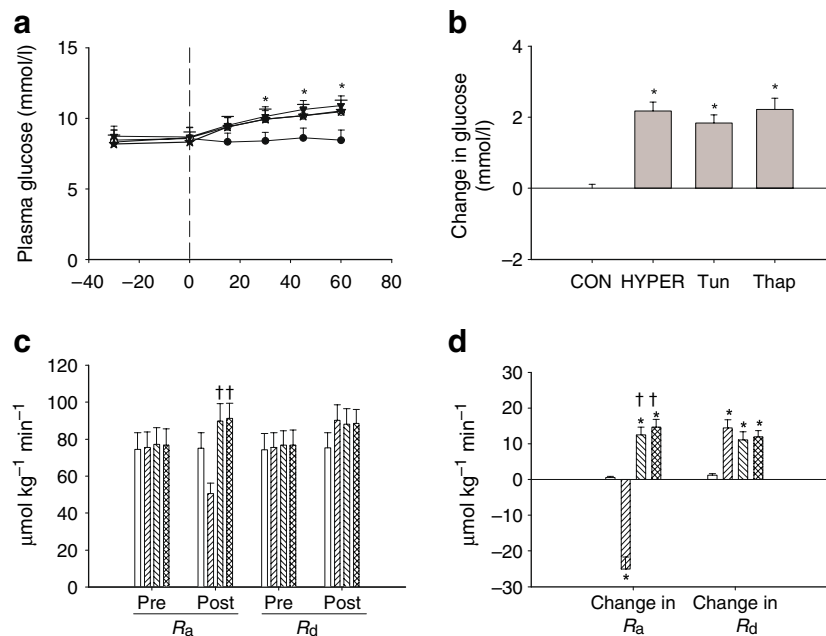 a
Plasma glucose (mmol/l)
15
10
5
0
−40 −20 0 20 40 60 80
* * *
b
Change in glucose
(mmol/l)
4
2
0
−2
* * *
CON HYPER Tun Thap
c
µmol kg−1 min−1
120
100
80
60
40
20
0
††
Pre Post Pre Post
Ra Rd
d
µmol kg−1 min−1
30
20
10
0
−10
−20
−30
† †
* * * * *
*
Change in Change in
Ra Rd